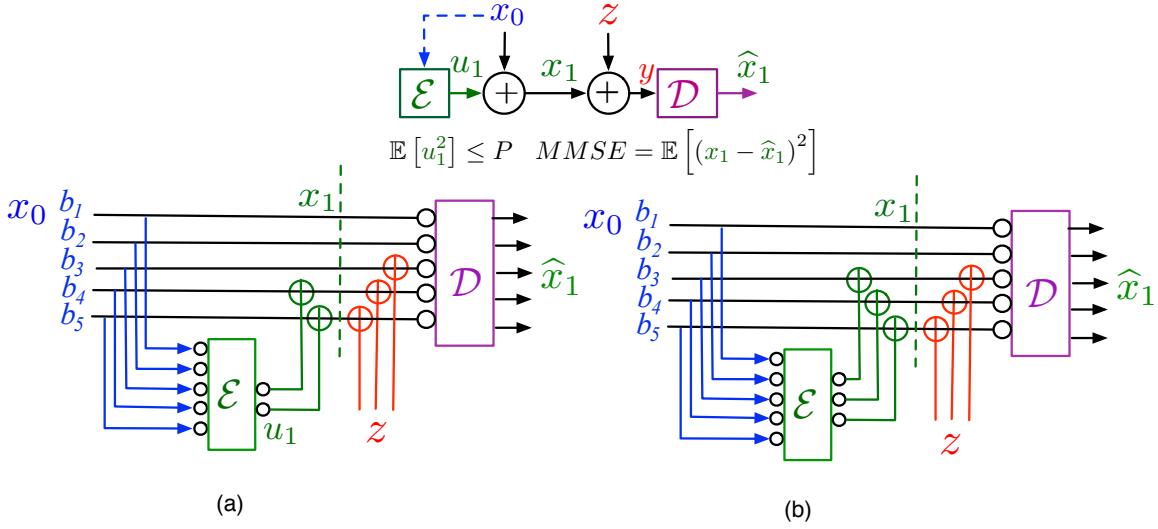 x₀ z
ℰ u₁ + x₁ + y 𝒟 x̂₁
𝔼 [u₁²] ≤ P MMSE = 𝔼 [(x₁ − x̂₁)²]
x₀ b₁ x₁
b₂
b₃
b₄
b₅
𝒟 x̂₁
ℰ u₁ z
(a)
x₀ b₁ x₁
b₂
b₃
b₄
b₅
𝒟 x̂₁
ℰ z
(b)